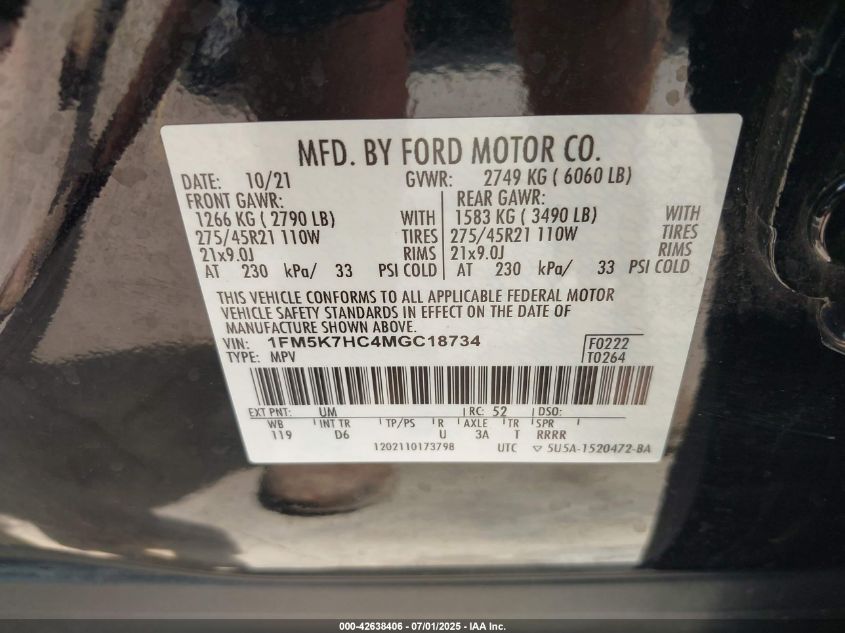 MFD. BY FORD MOTOR CO.
DATE: 10/21 GVWR: 2749 KG ( 6060 LB)
FRONT GAWR: REAR GAWR:
1266 KG ( 2790 LB) WITH 1583 KG ( 3490 LB) WITH
275/45R21 110W TIRES 275/45R21 110W TIRES
21x9.0J RIMS 21x9.0J RIMS
AT 230 kPa/ 33 PSI COLD AT 230 kPa/ 33 PSI COLD
THIS VEHICLE CONFORMS TO ALL APPLICABLE FEDERAL MOTOR
VEHICLE SAFETY STANDARDS IN EFFECT ON THE DATE OF
MANUFACTURE SHOWN ABOVE.
VIN: 1FM5K7HC4MGC18734 F0222
TYPE: MPV T0264
EXT PNT: UM RC: 52 DSO:
WB INT TR TP/PS R AXLE TR SPR
119 D6 U 3A T RRRR
1202110173798 UTC ▽ 5U5A-1520472-BA
000-42638406 - 07/01/2025 - IAA Inc.